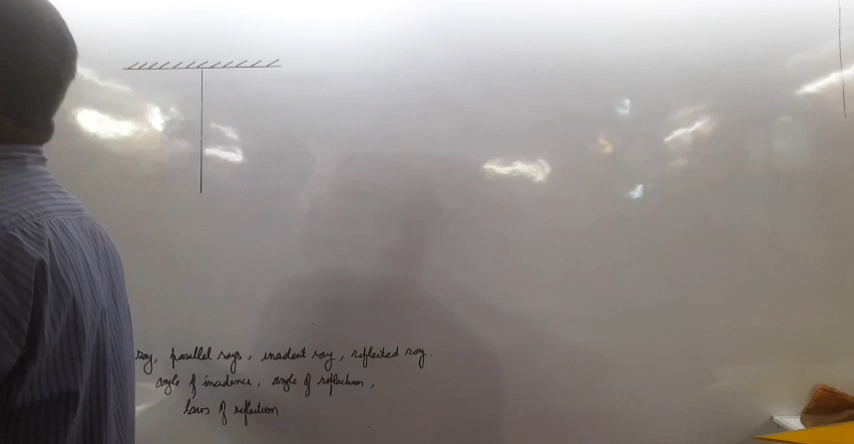 ray, parallel rays, incident ray, reflected ray.
angle of incidence, angle of reflection,
laws of reflection